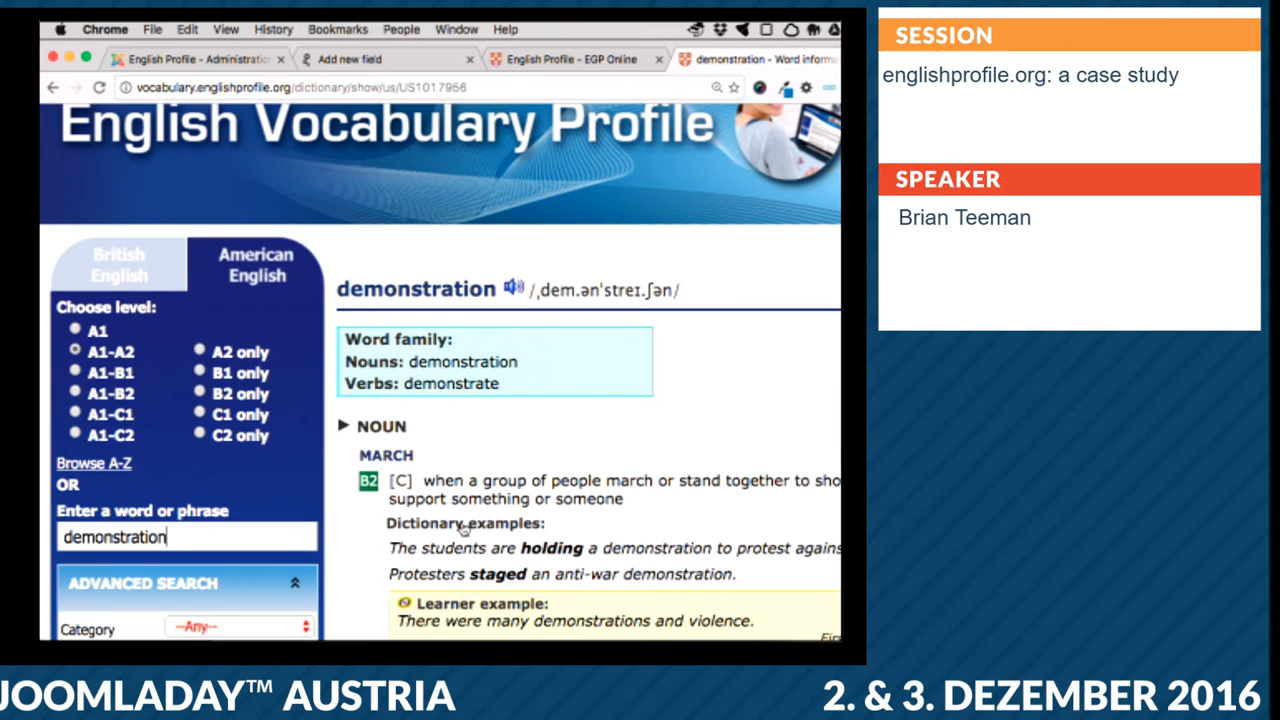 Chrome File Edit View History Bookmarks People Window Help
English Profile - Administratio
Add new field
English Profile - EGP Online
demonstration - Word informa
vocabulary.englishprofile.org/dictionary/show/us/US1017956
English Vocabulary Profile
British English
American English
Choose level:
A1
A1-A2 A2 only
A1-B1 B1 only
A1-B2 B2 only
A1-C1 C1 only
A1-C2 C2 only
Browse A-Z
OR
Enter a word or phrase
demonstration
ADVANCED SEARCH
Category --Any--
demonstration /ˌdem.ənˈstreɪ.ʃən/
Word family:
Nouns: demonstration
Verbs: demonstrate
NOUN
MARCH
B2 [C] when a group of people march or stand together to sho
support something or someone
Dictionary examples:
The students are holding a demonstration to protest agains
Protesters staged an anti-war demonstration.
Learner example:
There were many demonstrations and violence.
SESSION
englishprofile.org: a case study
SPEAKER
Brian Teeman
JOOMLADAY™ AUSTRIA
2. & 3. DEZEMBER 2016